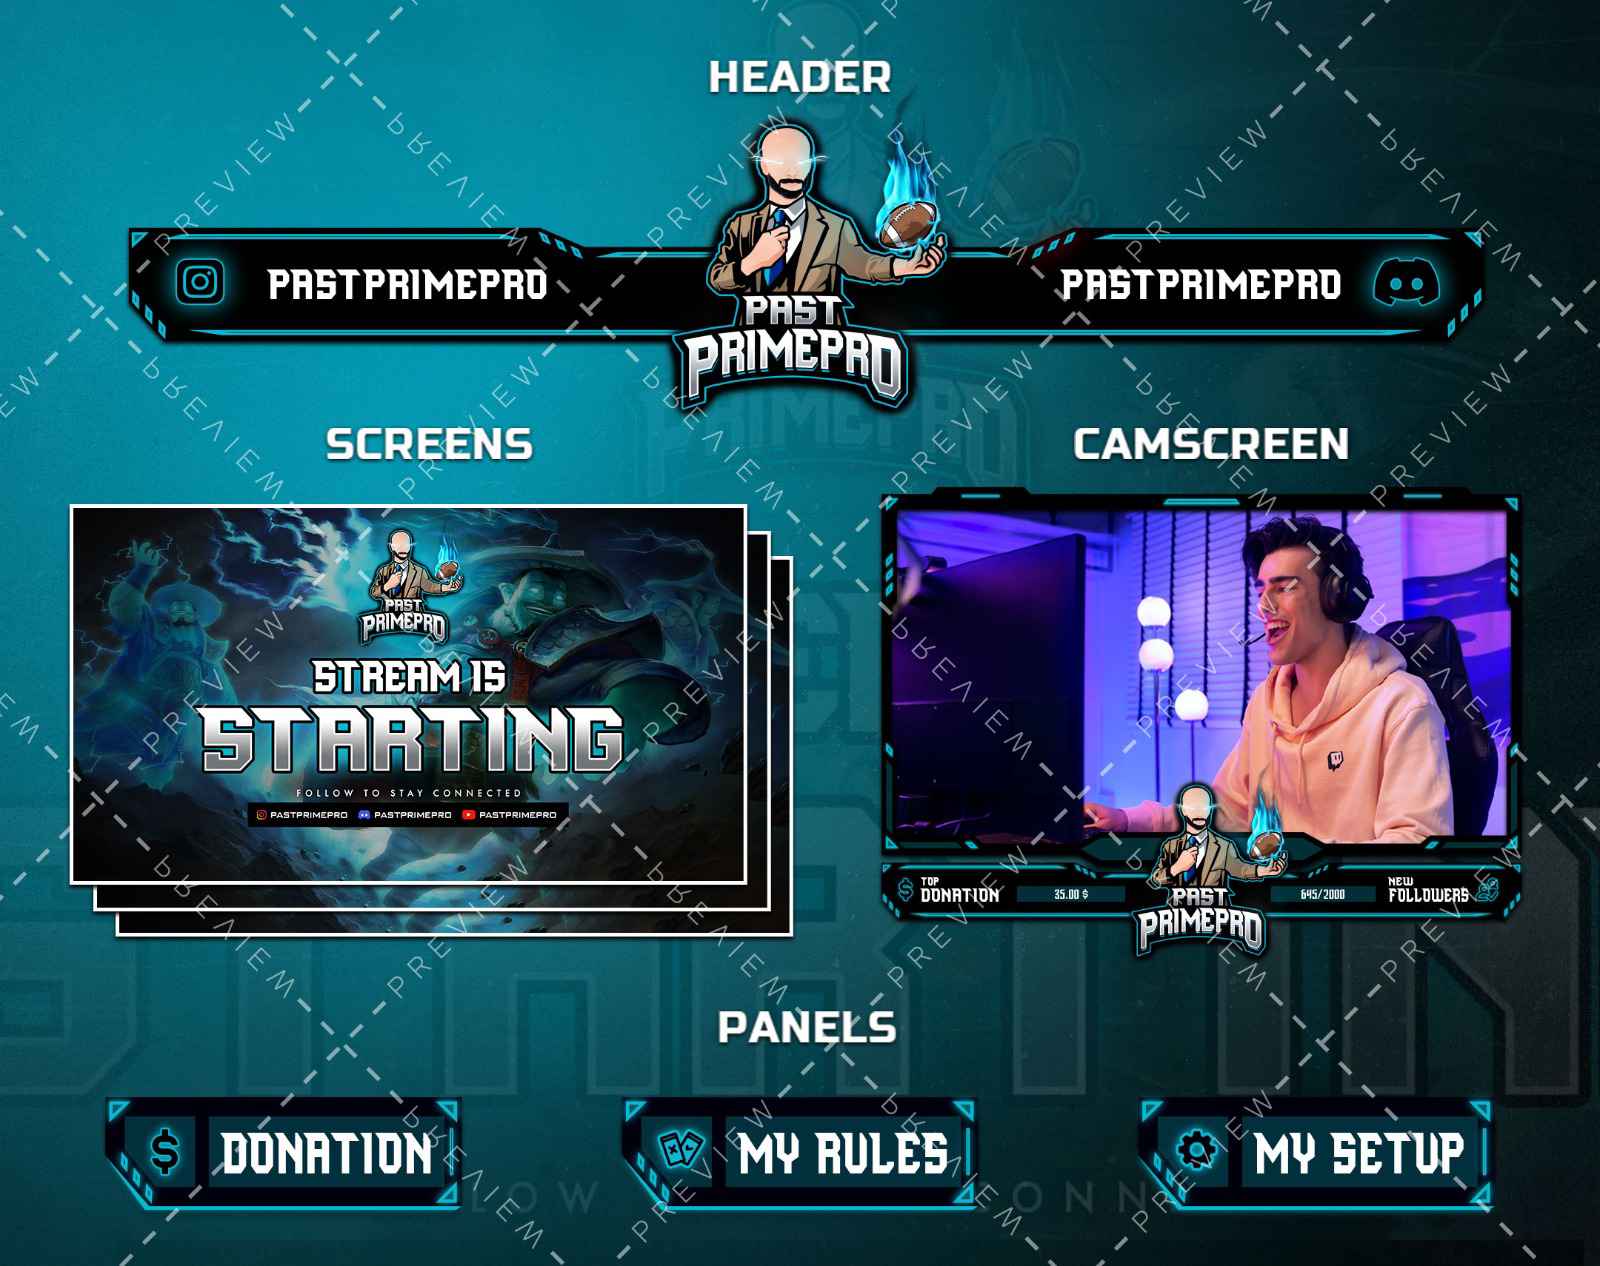 HEADER
PASTPRIMEPRO
PAST
PRIMEPRO
PASTPRIMEPRO
SCREENS
CAMSCREEN
PAST
PRIMEPRO
STREAM IS
STARTING
FOLLOW TO STAY CONNECTED
PASTPRIMEPRO PASTPRIMEPRO PASTPRIMEPRO
TOP
DONATION
35.00 $
PAST
PRIMEPRO
645/2000
NEW
FOLLOWERS
PANELS
DONATION
MY RULES
MY SETUP
PREVIEW